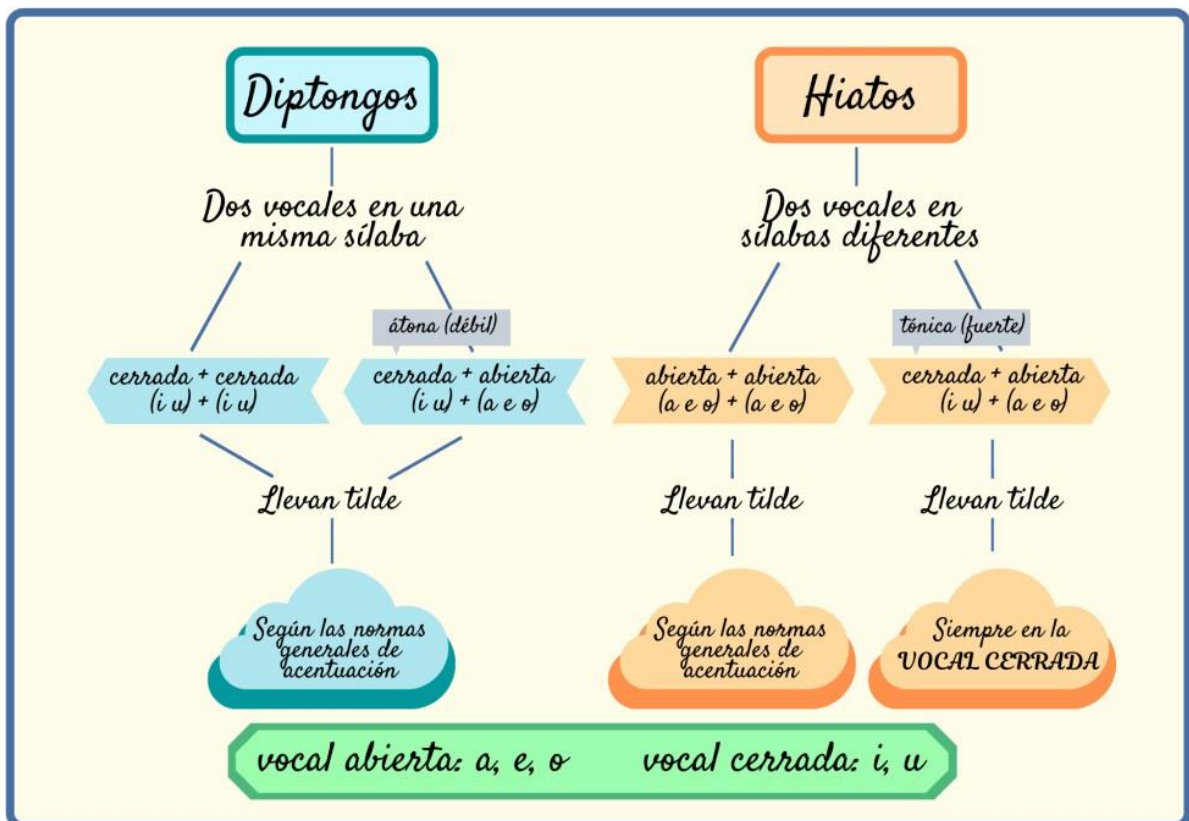 Diptongos
Dos vocales en una
misma sílaba
átona (débil)
cerrada + cerrada
(i u) + (i u)
cerrada + abierta
(i u) + (a e o)
Llevan tilde
Según las normas
generales de
acentuación
Hiatos
Dos vocales en
sílabas diferentes
tónica (fuerte)
abierta + abierta
(a e o) + (a e o)
cerrada + abierta
(i u) + (a e o)
Llevan tilde
Llevan tilde
Según las normas
generales de
acentuación
Siempre en la
VOCAL CERRADA
vocal abierta: a, e, o vocal cerrada: i, u